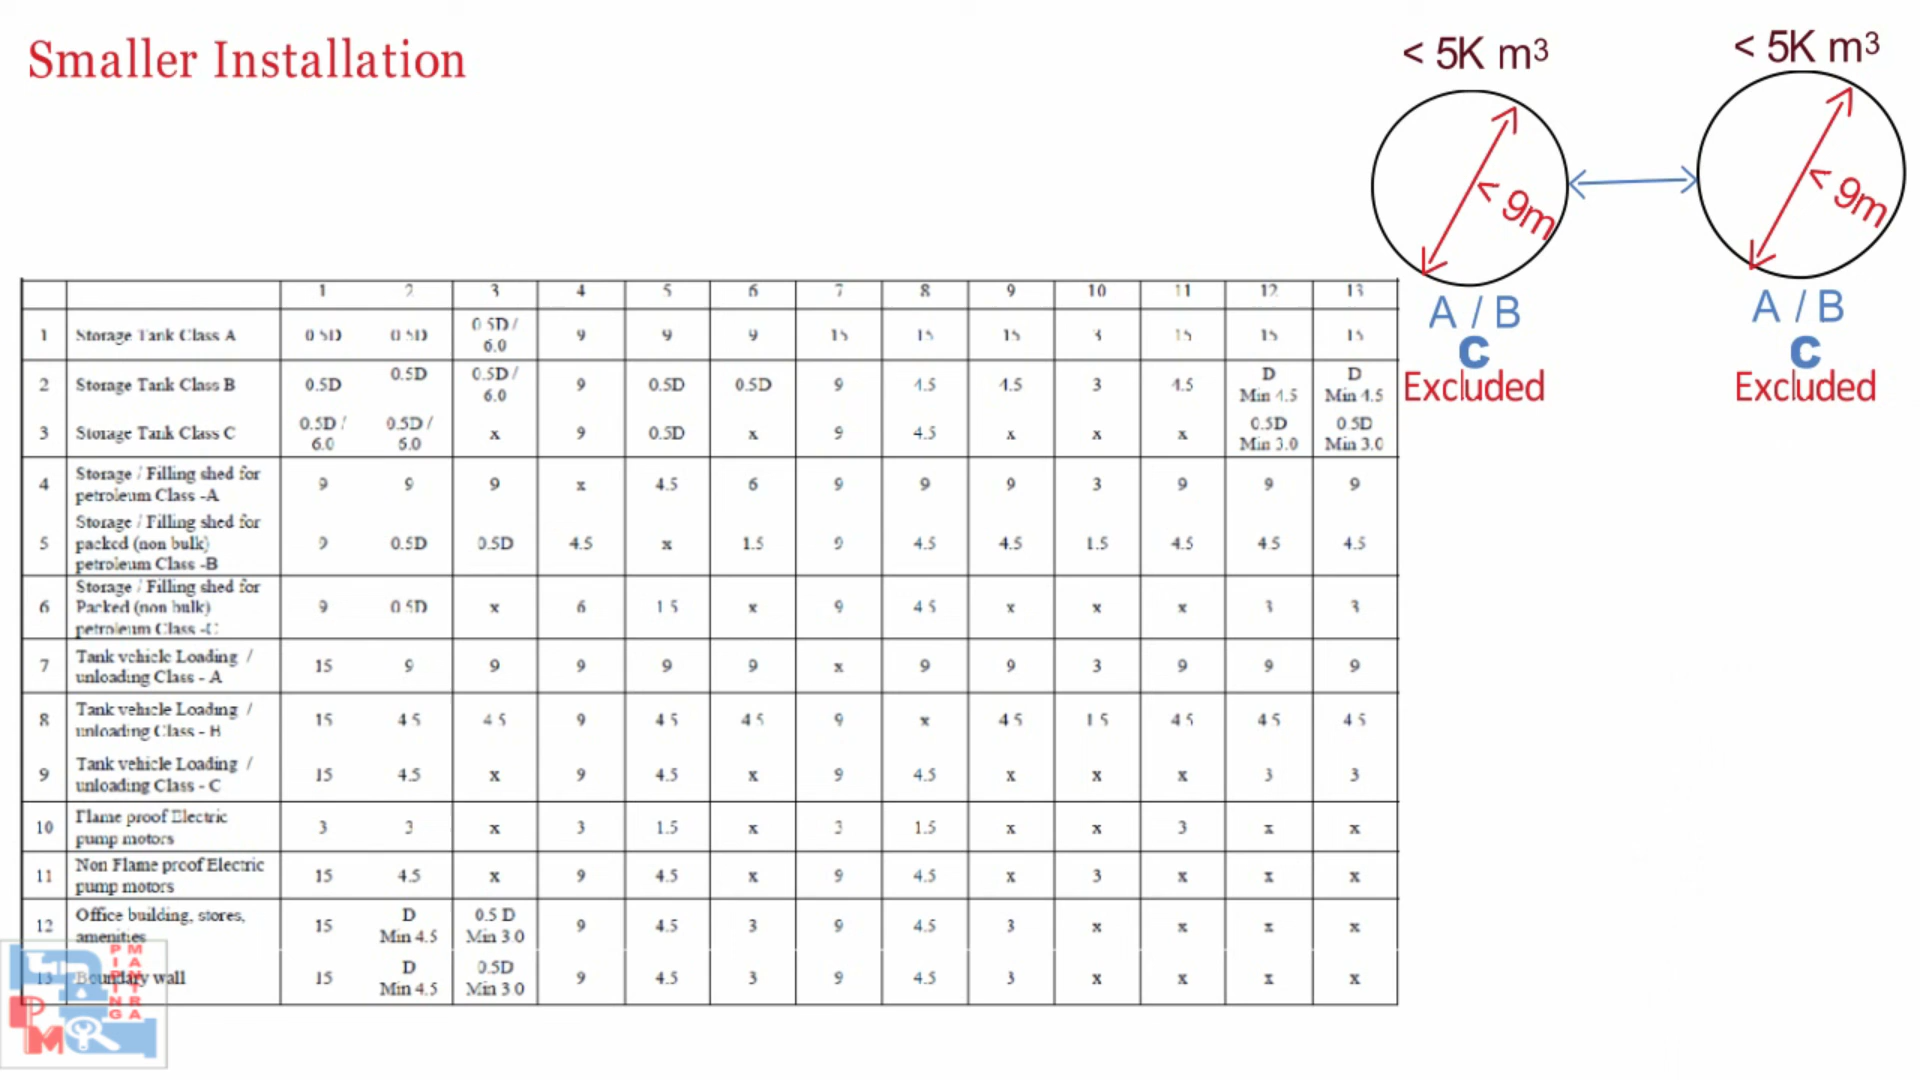 Smaller Installation
< 5K m3
< 5K m3
< 9m
< 9m
A / B
C
Excluded
A / B
C
Excluded
1 2 3 4 5 6 7 8 9 10 11 12 13
1 Storage Tank Class A 0.5D 0.5D 0.5D / 6.0 9 9 9 15 15 15 3 15 15 15
2 Storage Tank Class B 0.5D 0.5D 0.5D / 6.0 9 0.5D 0.5D 9 4.5 4.5 3 4.5 D Min 4.5 D Min 4.5
3 Storage Tank Class C 0.5D / 6.0 0.5D / 6.0 x 9 0.5D x 9 4.5 x x x 0.5D Min 3.0 0.5D Min 3.0
4 Storage / Filling shed for petroleum Class -A 9 9 9 x 4.5 6 9 9 9 3 9 9 9
5 Storage / Filling shed for packed (non bulk) petroleum Class -B 9 0.5D 0.5D 4.5 x 1.5 9 4.5 4.5 1.5 4.5 4.5 4.5
6 Storage / Filling shed for Packed (non bulk) petroleum Class -C 9 0.5D x 6 1.5 x 9 4.5 x x x 3 3
7 Tank vehicle Loading / unloading Class - A 15 9 9 9 9 9 x 9 9 3 9 9 9
8 Tank vehicle Loading / unloading Class - B 15 4.5 4.5 9 4.5 4.5 9 x 4.5 1.5 4.5 4.5 4.5
9 Tank vehicle Loading / unloading Class - C 15 4.5 x 9 4.5 x 9 4.5 x x x 3 3
10 Flame proof Electric pump motors 3 3 x 3 1.5 x 3 1.5 x x 3 x x
11 Non Flame proof Electric pump motors 15 4.5 x 9 4.5 x 9 4.5 x 3 x x x
12 Office building, stores, amenities 15 D Min 4.5 0.5 D Min 3.0 9 4.5 3 9 4.5 3 x x x x
13 Boundary wall 15 D Min 4.5 0.5D Min 3.0 9 4.5 3 9 4.5 3 x x x x
PIPING MANTRA
PM